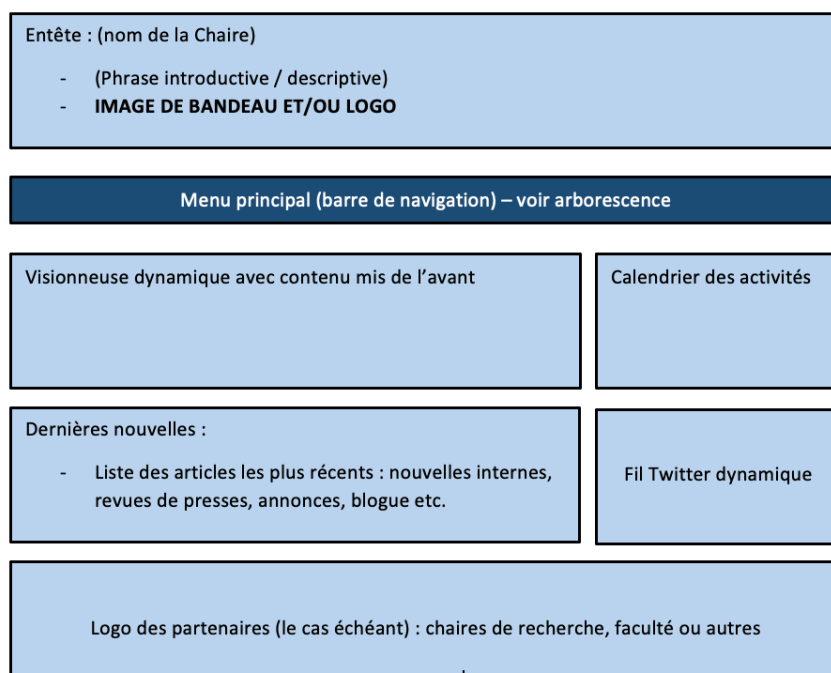 Entête : (nom de la Chaire)
- (Phrase introductive / descriptive)
- IMAGE DE BANDEAU ET/OU LOGO
Menu principal (barre de navigation) – voir arborescence
Visionneuse dynamique avec contenu mis de l’avant
Calendrier des activités
Dernières nouvelles :
- Liste des articles les plus récents : nouvelles internes,
revues de presses, annonces, blogue etc.
Fil Twitter dynamique
Logo des partenaires (le cas échéant) : chaires de recherche, faculté ou autres